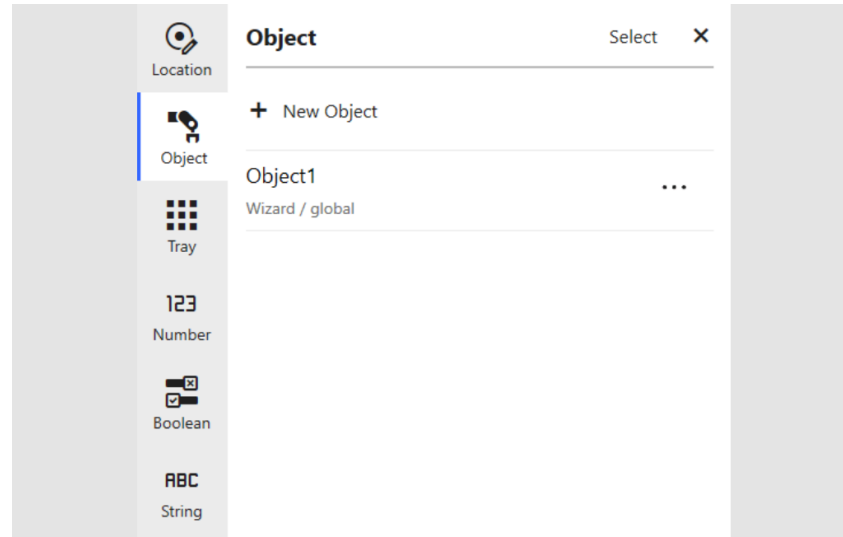 Location
Object
Tray
123
Number
Boolean
ABC
String
Object
Select
New Object
Object1
Wizard / global